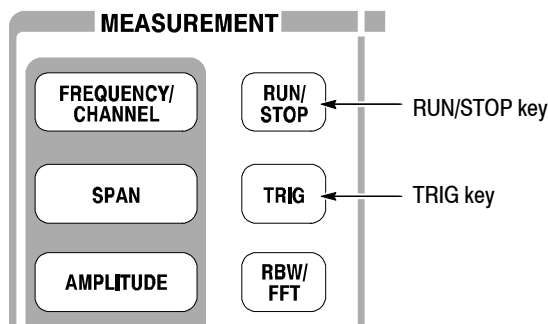 MEASUREMENT
FREQUENCY/
CHANNEL
RUN/
STOP
RUN/STOP key
SPAN
TRIG
TRIG key
AMPLITUDE
RBW/
FFT